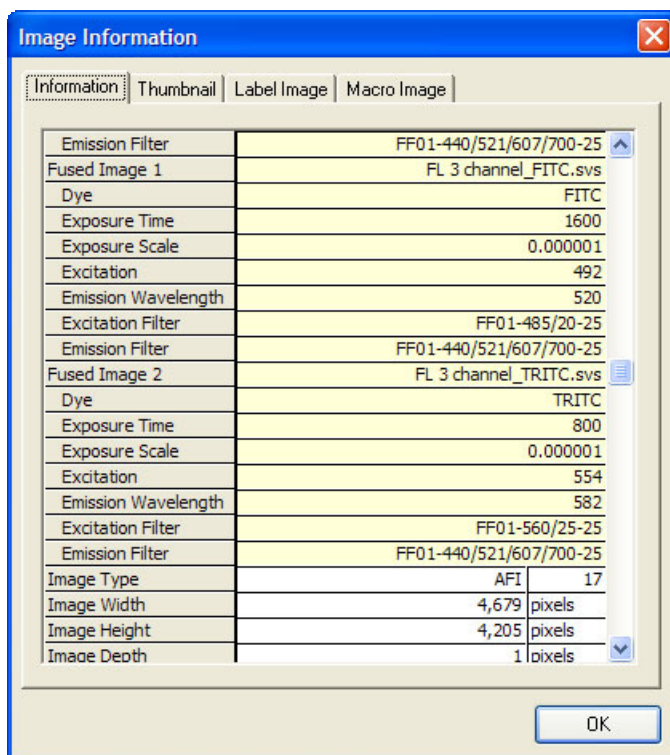 Image Information
Information Thumbnail Label Image Macro Image
Emission Filter FF01-440/521/607/700-25
Fused Image 1 FL 3 channel_FITC.svs
Dye FITC
Exposure Time 1600
Exposure Scale 0.000001
Excitation 492
Emission Wavelength 520
Excitation Filter FF01-485/20-25
Emission Filter FF01-440/521/607/700-25
Fused Image 2 FL 3 channel_TRITC.svs
Dye TRITC
Exposure Time 800
Exposure Scale 0.000001
Excitation 554
Emission Wavelength 582
Excitation Filter FF01-560/25-25
Emission Filter FF01-440/521/607/700-25
Image Type AFI 17
Image Width 4,679 pixels
Image Height 4,205 pixels
Image Depth 1 pixels
OK